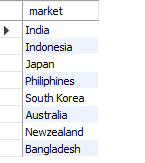 market
India
Indonesia
Japan
Philiphines
South Korea
Australia
Newzealand
Bangladesh